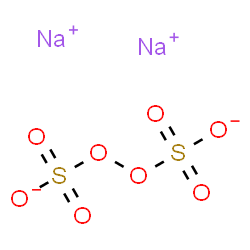 Na+
Na+
O O-
O S
S O
O- O O
O